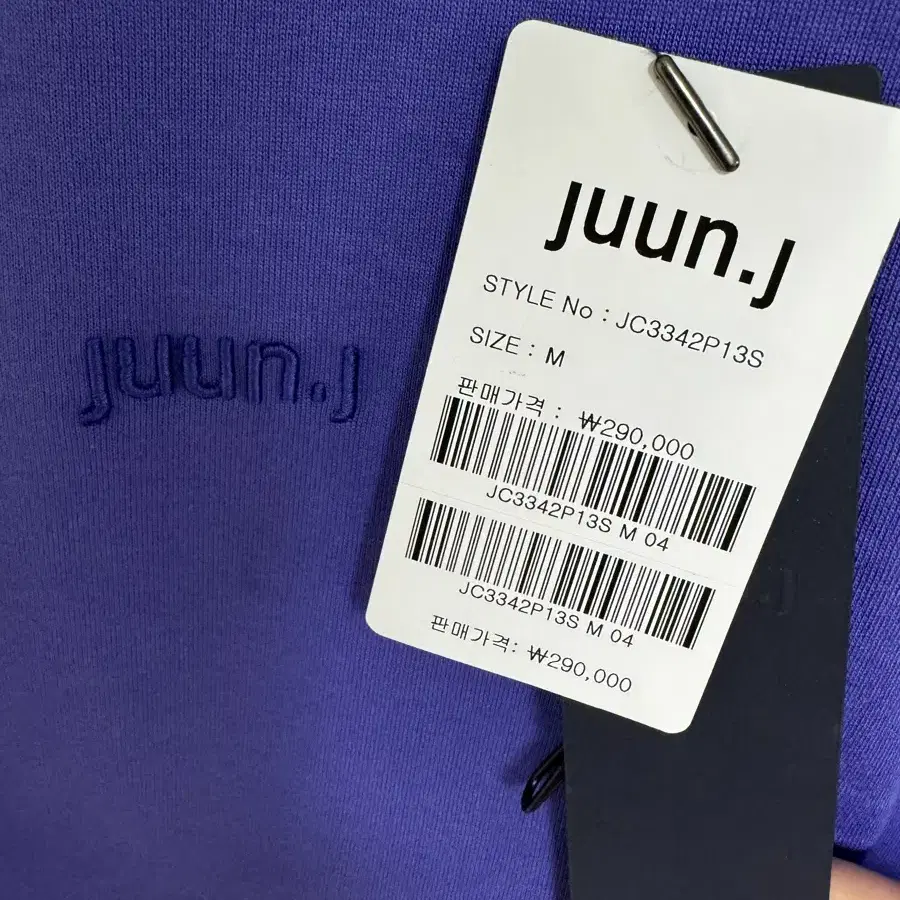 juun.j
juun.j
STYLE No : JC3342P13S
SIZE : M
판매가격 : ₩290,000
JC3342P13S M 04
JC3342P13S M 04
판매가격: ₩290,000